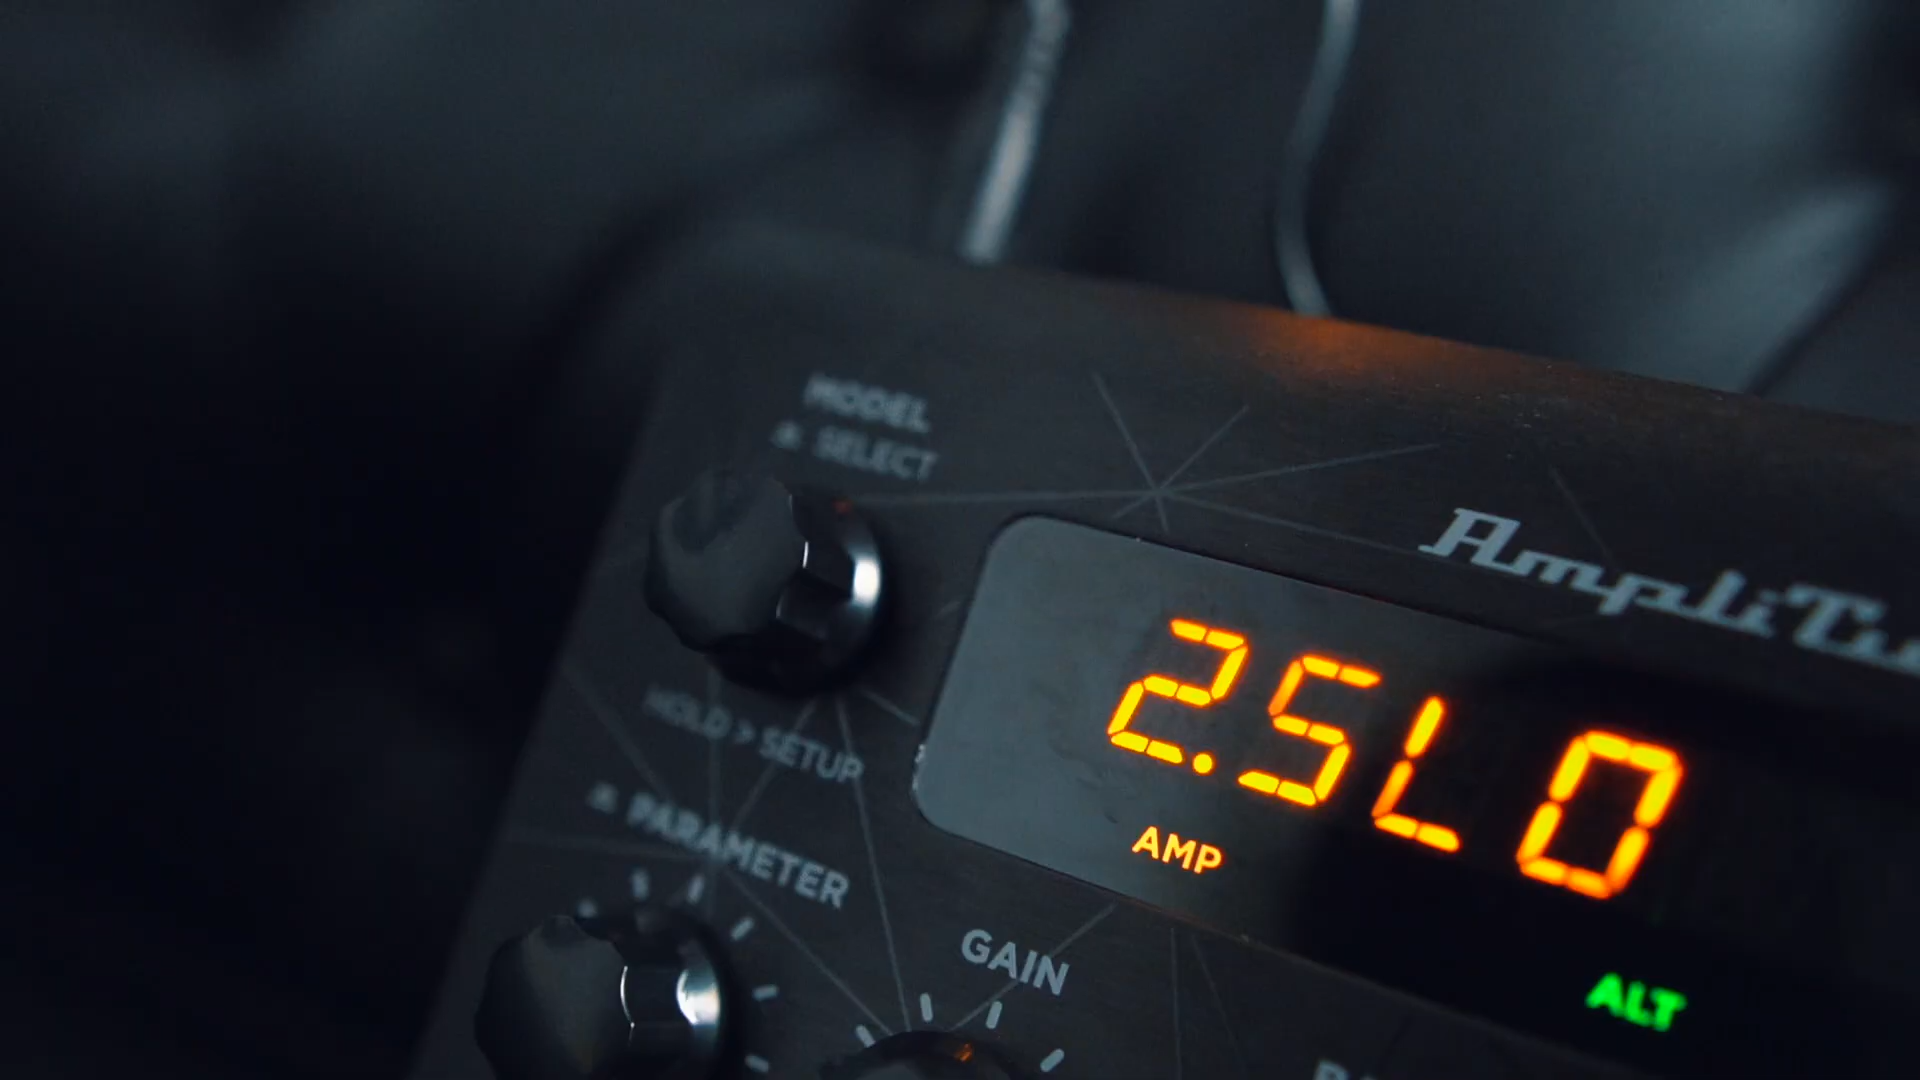 MODEL
SELECT
AmpliTu
HOLD > SETUP
2.SLO
AMP
PARAMETER
GAIN
ALT